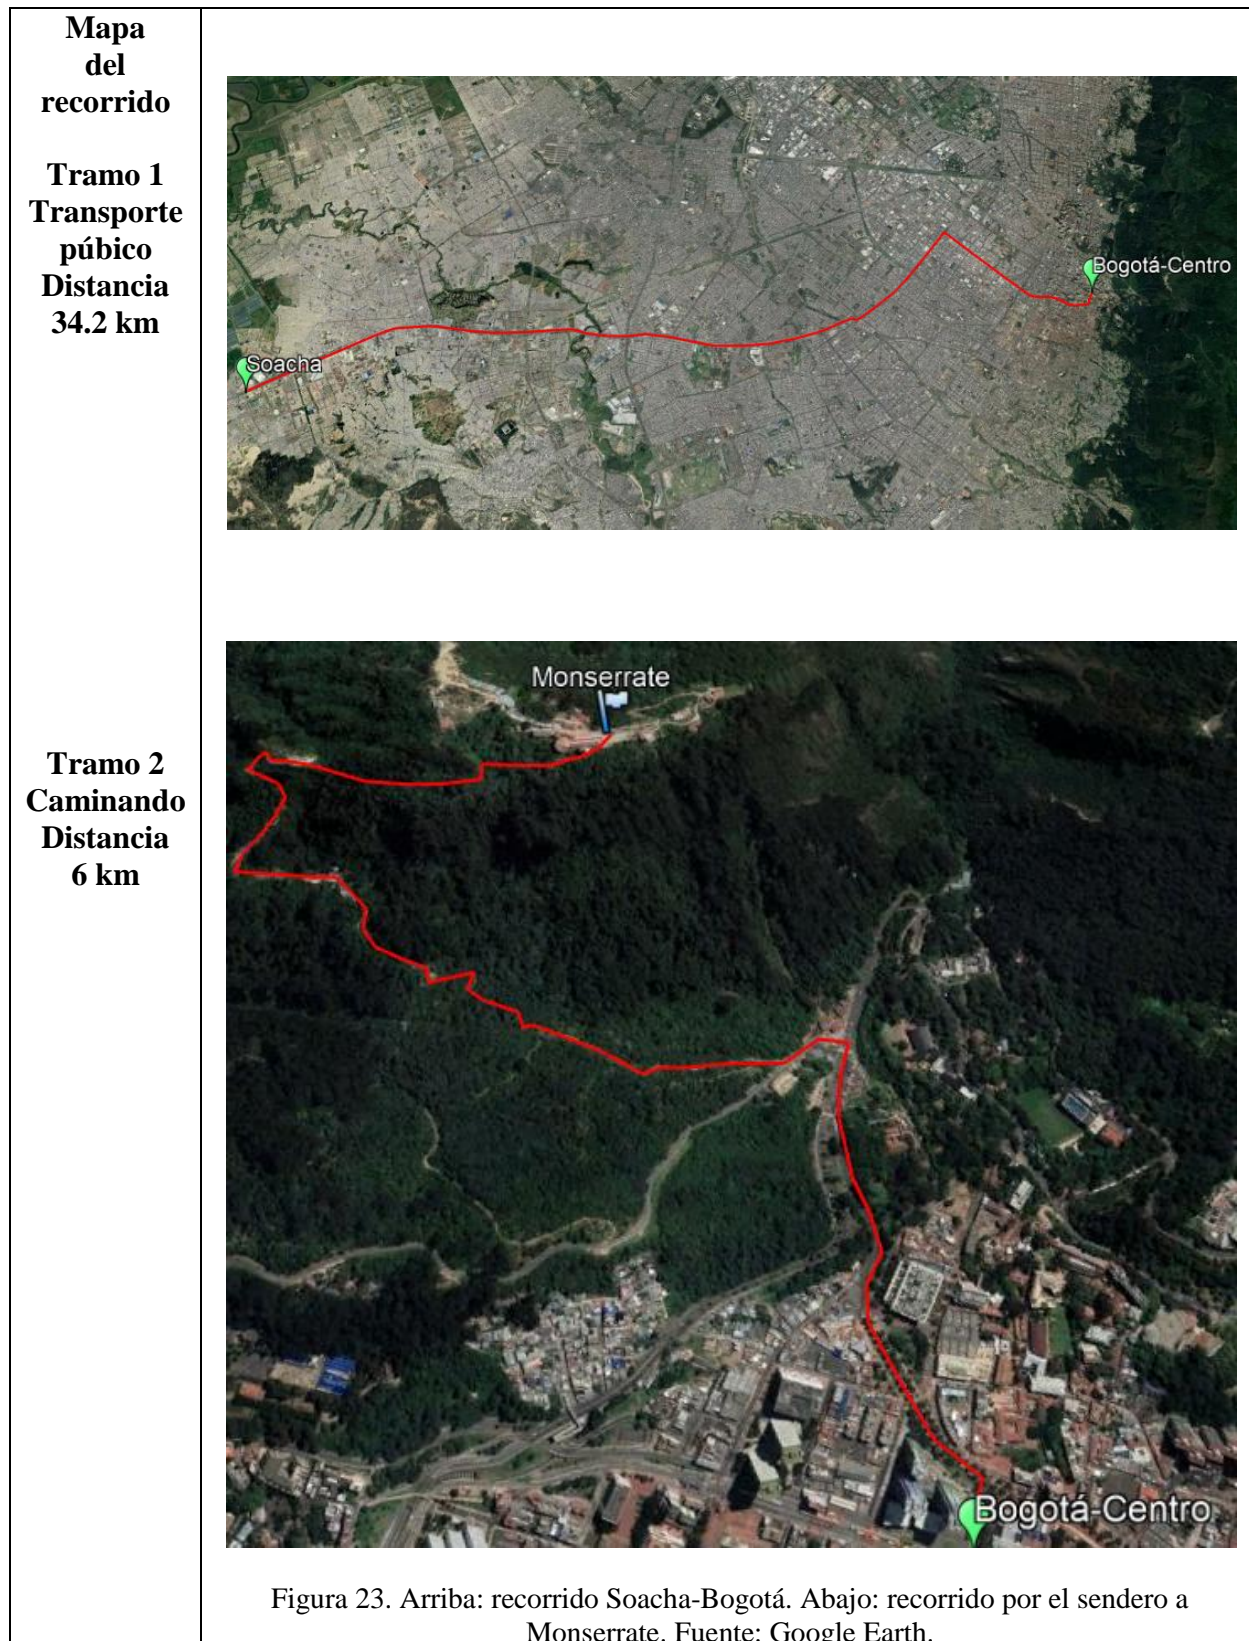 Mapa
del
recorrido
Tramo 1
Transporte
púbico
Distancia
34.2 km
Soacha
Bogotá-Centro
Tramo 2
Caminando
Distancia
6 km
Monserrate
Bogotá-Centro
Figura 23. Arriba: recorrido Soacha-Bogotá. Abajo: recorrido por el sendero a
Monserrate. Fuente: Google Earth.